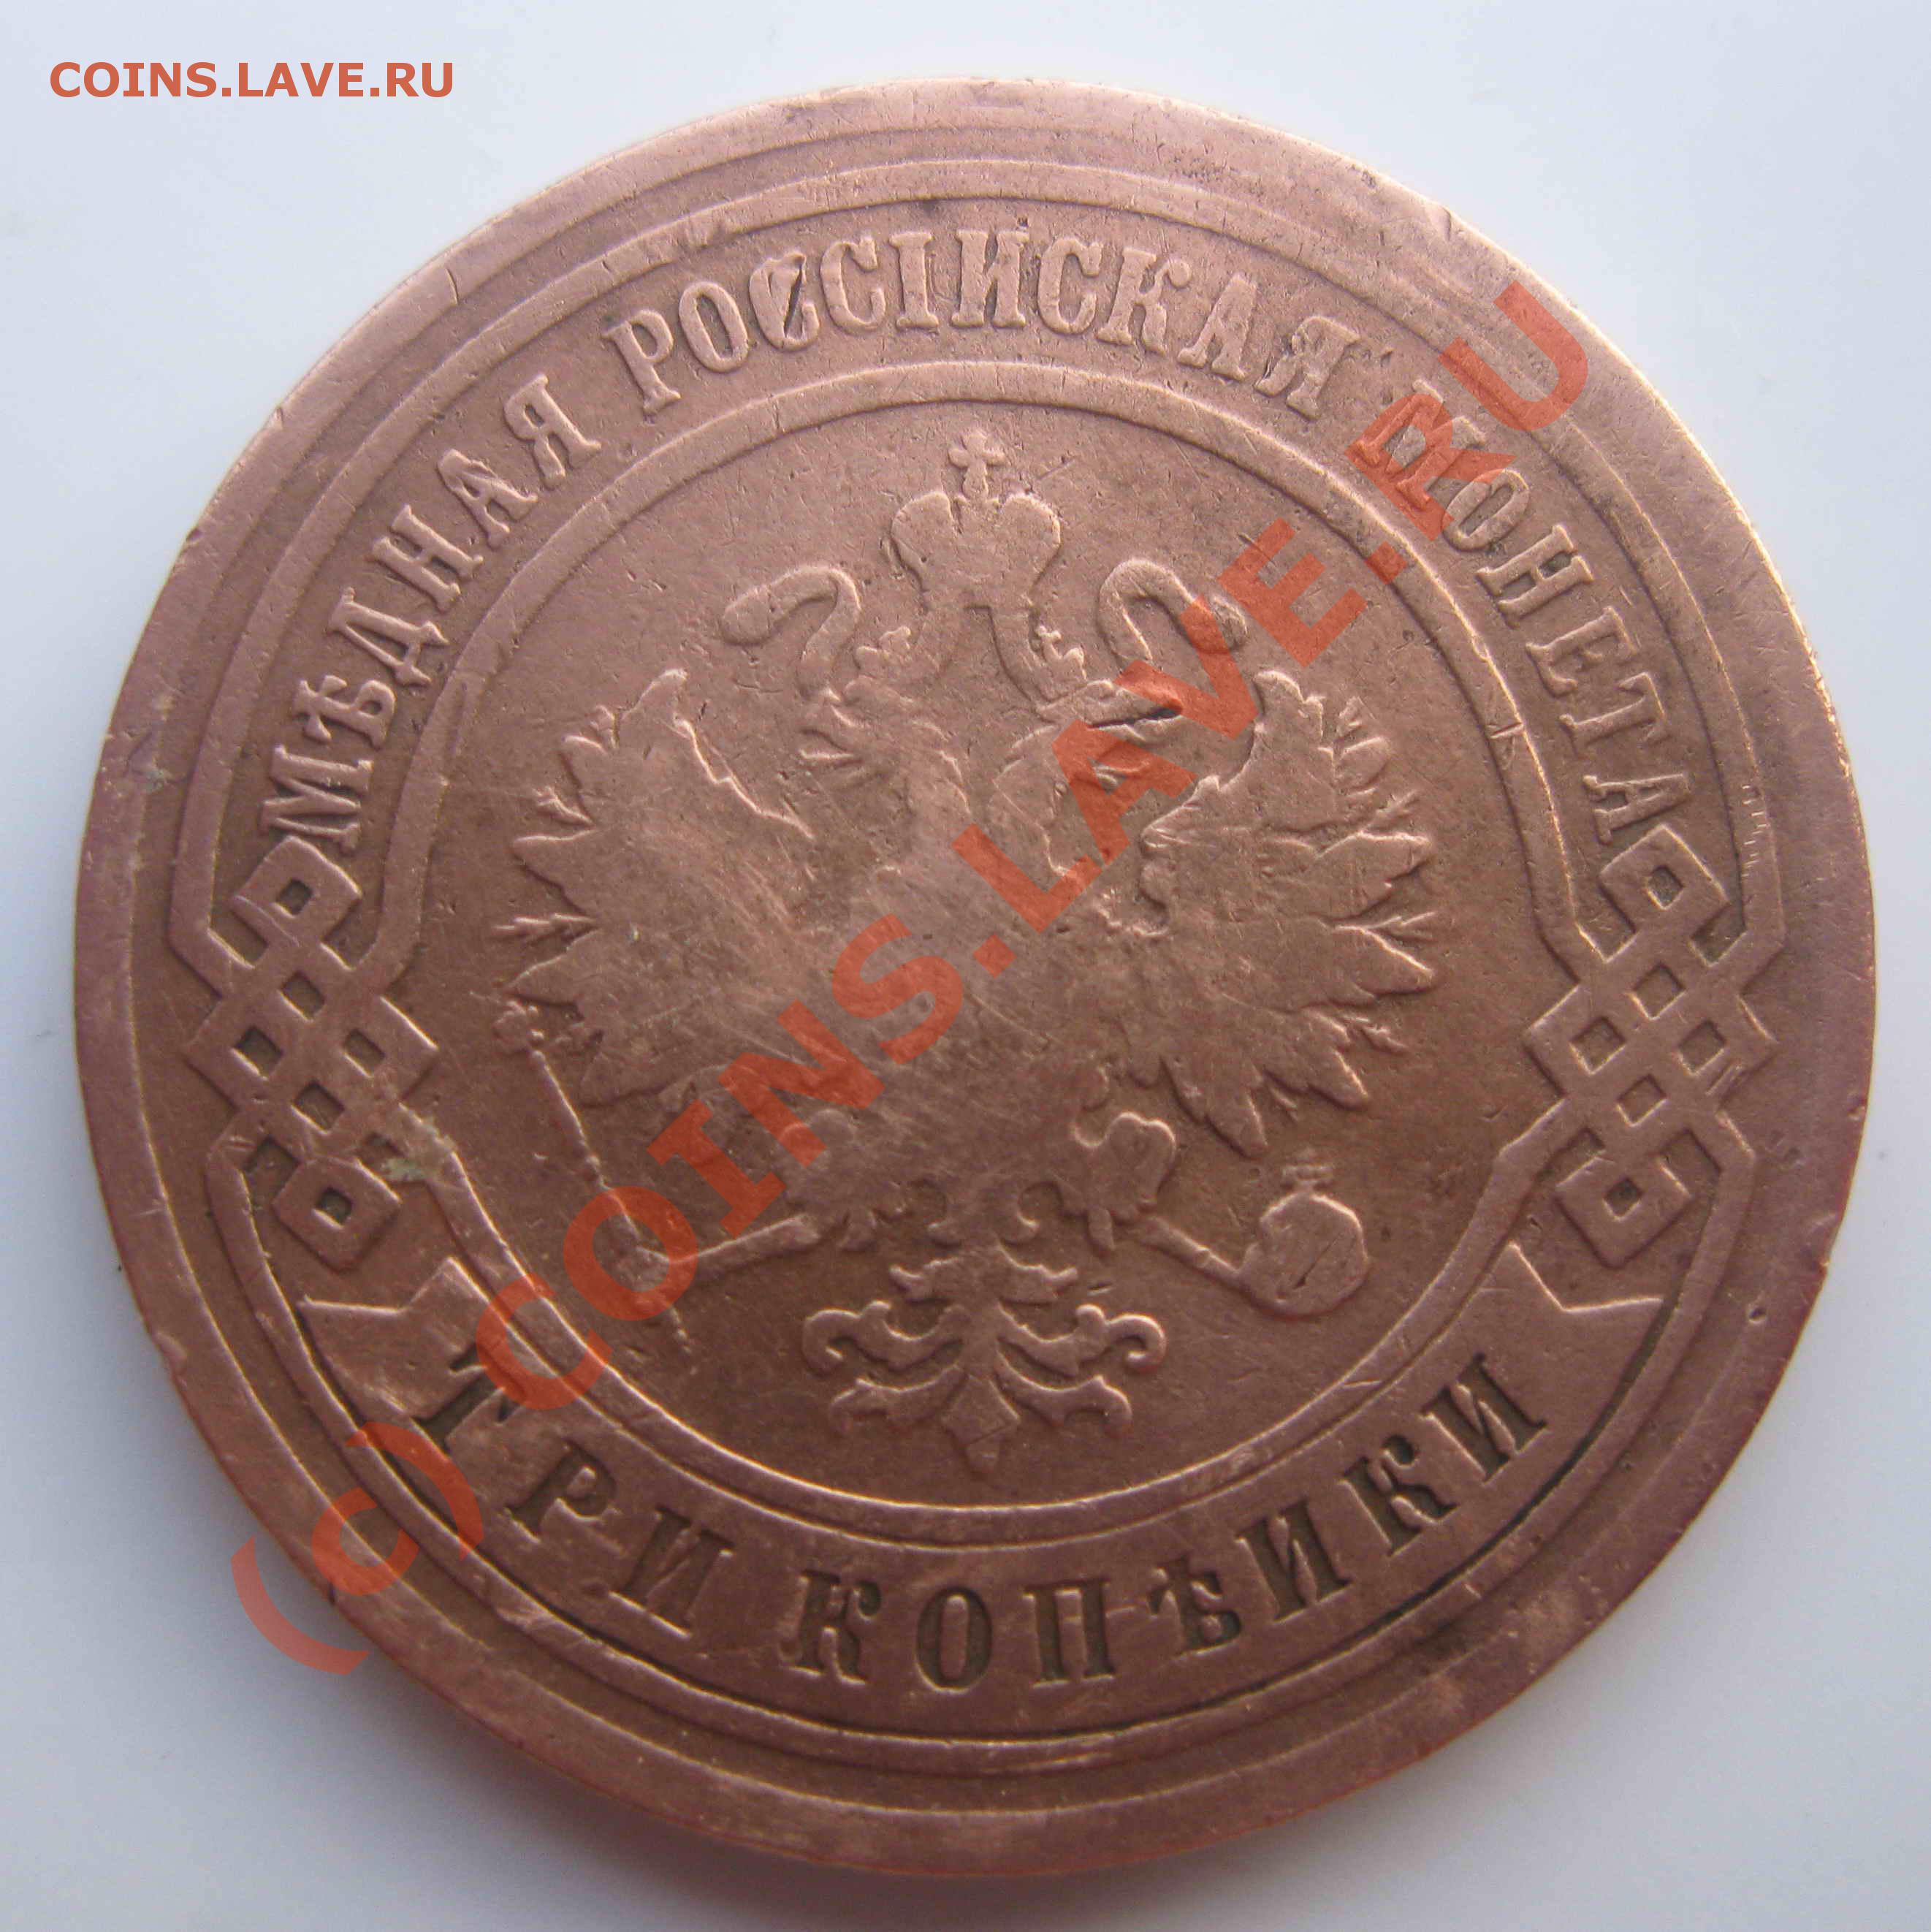 COINS.LAVE.RU
МѢДНАЯ РОССІЙСКАЯ МОНЕТА
ТРИ КОПѢЙКИ
(c) COINS.LAVE.RU